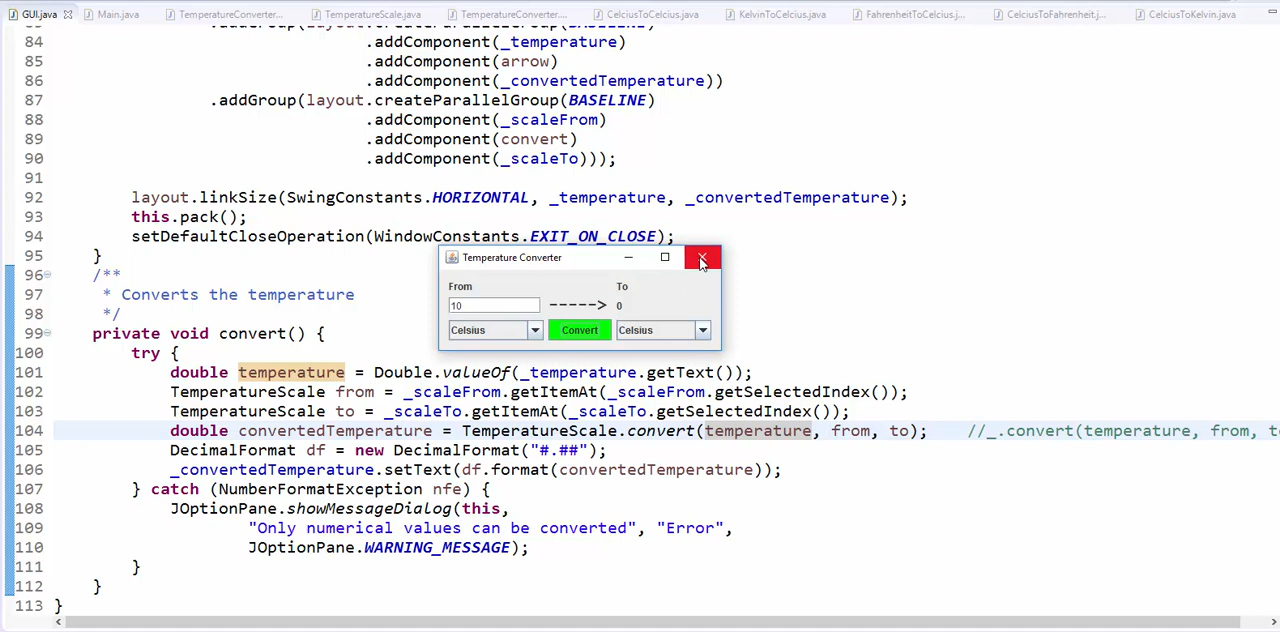 GUI.java Main.java TemperatureConverter... TemperatureScale.java TemperatureConverter.... CelciusToCelcius.java KelvinToCelcius.java FahrenheitToCelcius.j... CelciusToFahrenheit.j... CelciusToKelvin.java
84 .addComponent(_temperature)
85 .addComponent(arrow)
86 .addComponent(_convertedTemperature))
87 .addGroup(layout.createParallelGroup(BASELINE)
88 .addComponent(_scaleFrom)
89 .addComponent(convert)
90 .addComponent(_scaleTo)));
91
92 layout.linkSize(SwingConstants.HORIZONTAL, _temperature, _convertedTemperature);
93 this.pack();
94 setDefaultCloseOperation(WindowConstants.EXIT_ON_CLOSE);
95 }
Temperature Converter
From To
10 -----> 0
Celsius Convert Celsius
96 /**
97 * Converts the temperature
98 */
99 private void convert() {
100 try {
101 double temperature = Double.valueOf(_temperature.getText());
102 TemperatureScale from = _scaleFrom.getItemAt(_scaleFrom.getSelectedIndex());
103 TemperatureScale to = _scaleTo.getItemAt(_scaleTo.getSelectedIndex());
104 double convertedTemperature = TemperatureScale.convert(temperature, from, to); //_.convert(temperature, from,
105 DecimalFormat df = new DecimalFormat("#.##");
106 _convertedTemperature.setText(df.format(convertedTemperature));
107 } catch (NumberFormatException nfe) {
108 JOptionPane.showMessageDialog(this,
109 "Only numerical values can be converted", "Error",
110 JOptionPane.WARNING_MESSAGE);
111 }
112 }
113 }